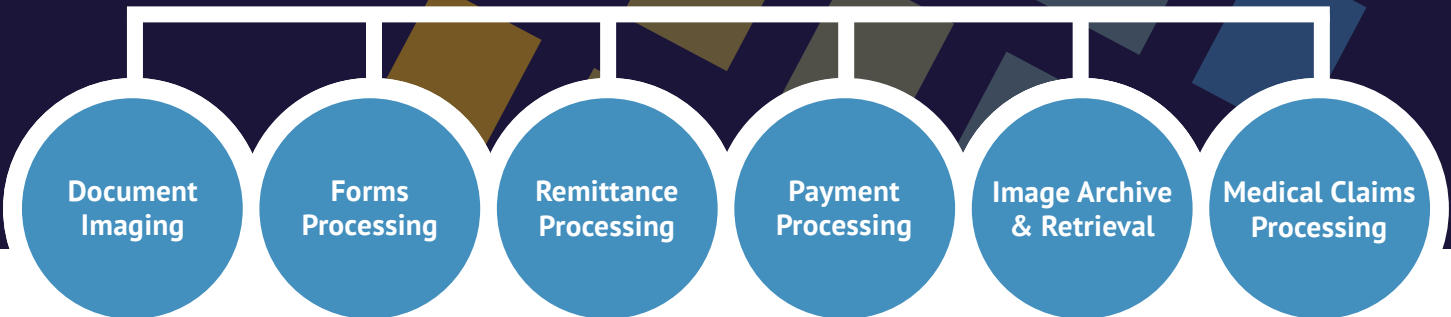 Document
Imaging
Forms
Processing
Remittance
Processing
Payment
Processing
Image Archive
& Retrieval
Medical Claims
Processing